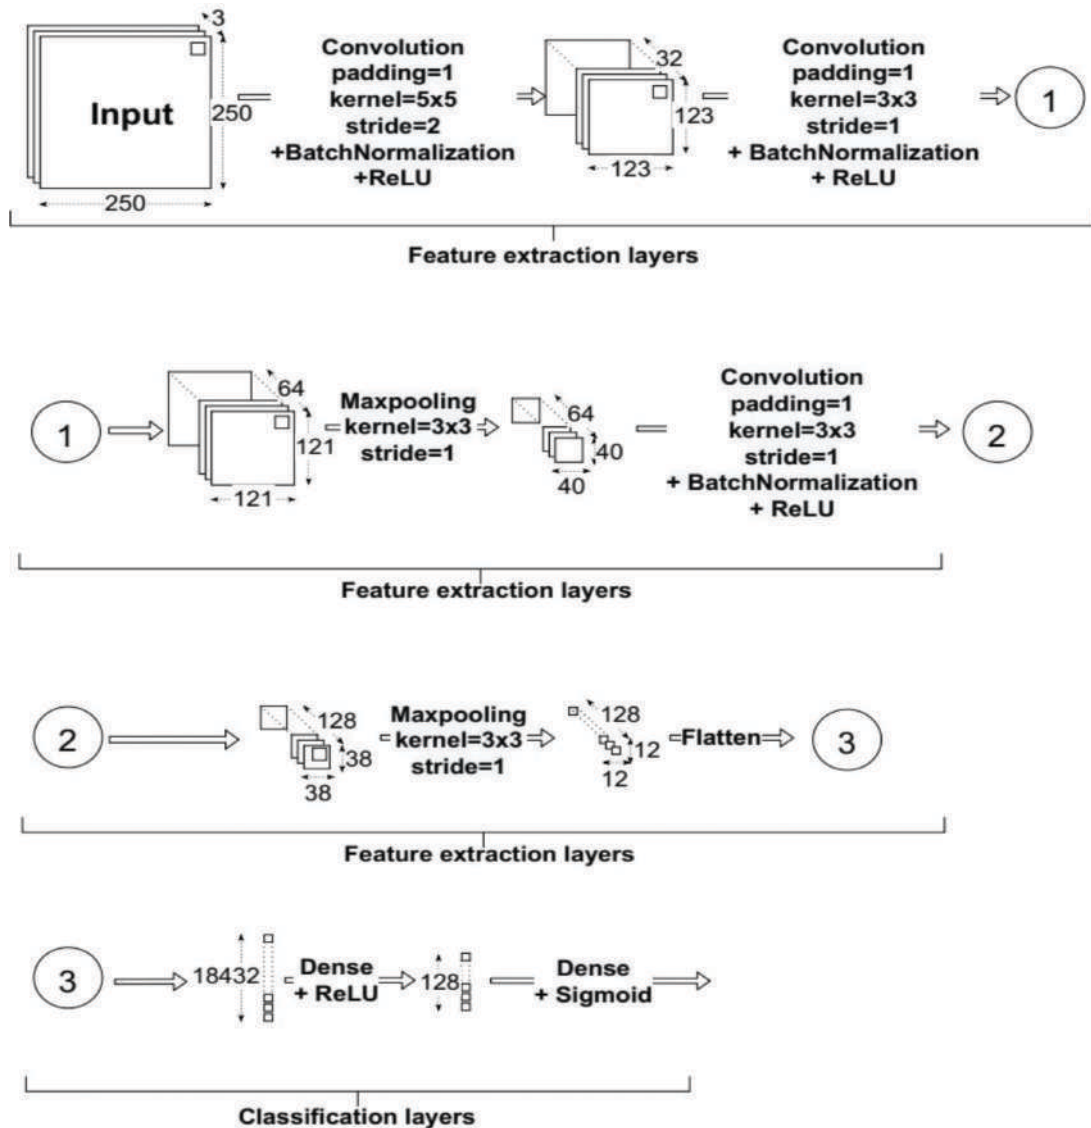 3
Input
250
250
Convolution
padding=1
kernel=5x5
stride=2
+BatchNormalization
+ReLU
32
123
123
Convolution
padding=1
kernel=3x3
stride=1
+ BatchNormalization
+ ReLU
1
Feature extraction layers
1
64
121
121
Maxpooling
kernel=3x3
stride=1
64
40
40
Convolution
padding=1
kernel=3x3
stride=1
+ BatchNormalization
+ ReLU
2
Feature extraction layers
2
128
38
38
Maxpooling
kernel=3x3
stride=1
128
12
12
Flatten
3
Feature extraction layers
3
18432
Dense
+ ReLU
128
Dense
+ Sigmoid
Classification layers